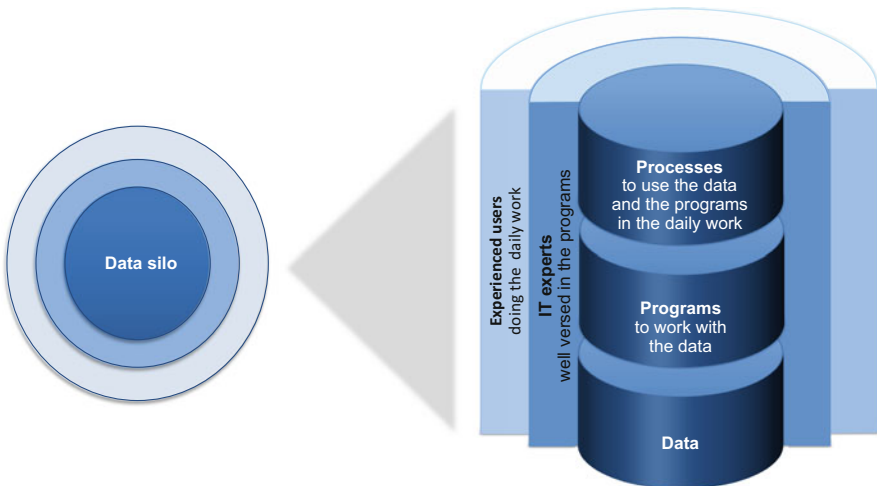 Data silo
Experienced users
doing the daily work
IT experts
well versed in the programs
Processes
to use the data
and the programs
in the daily work
Programs
to work with
the data
Data